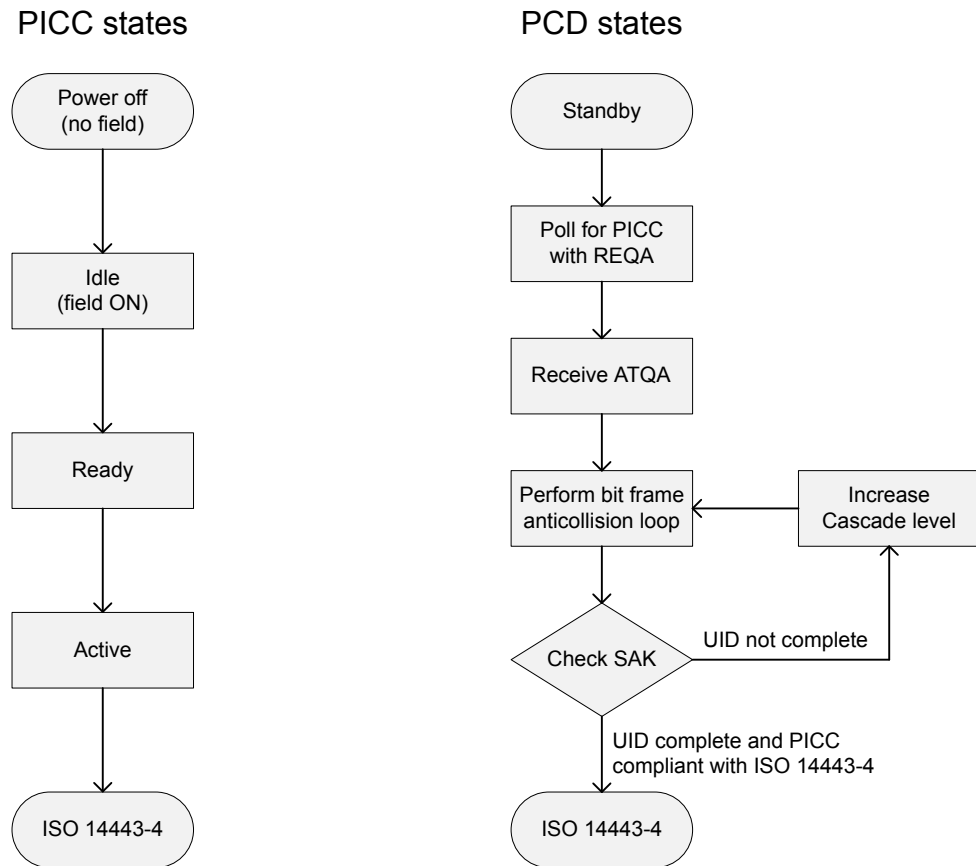 PICC states
Power off
(no field)
Idle
(field ON)
Ready
Active
ISO 14443-4
PCD states
Standby
Poll for PICC
with REQA
Receive ATQA
Perform bit frame
anticollision loop
Increase
Cascade level
Check SAK
UID not complete
UID complete and PICC
compliant with ISO 14443-4
ISO 14443-4